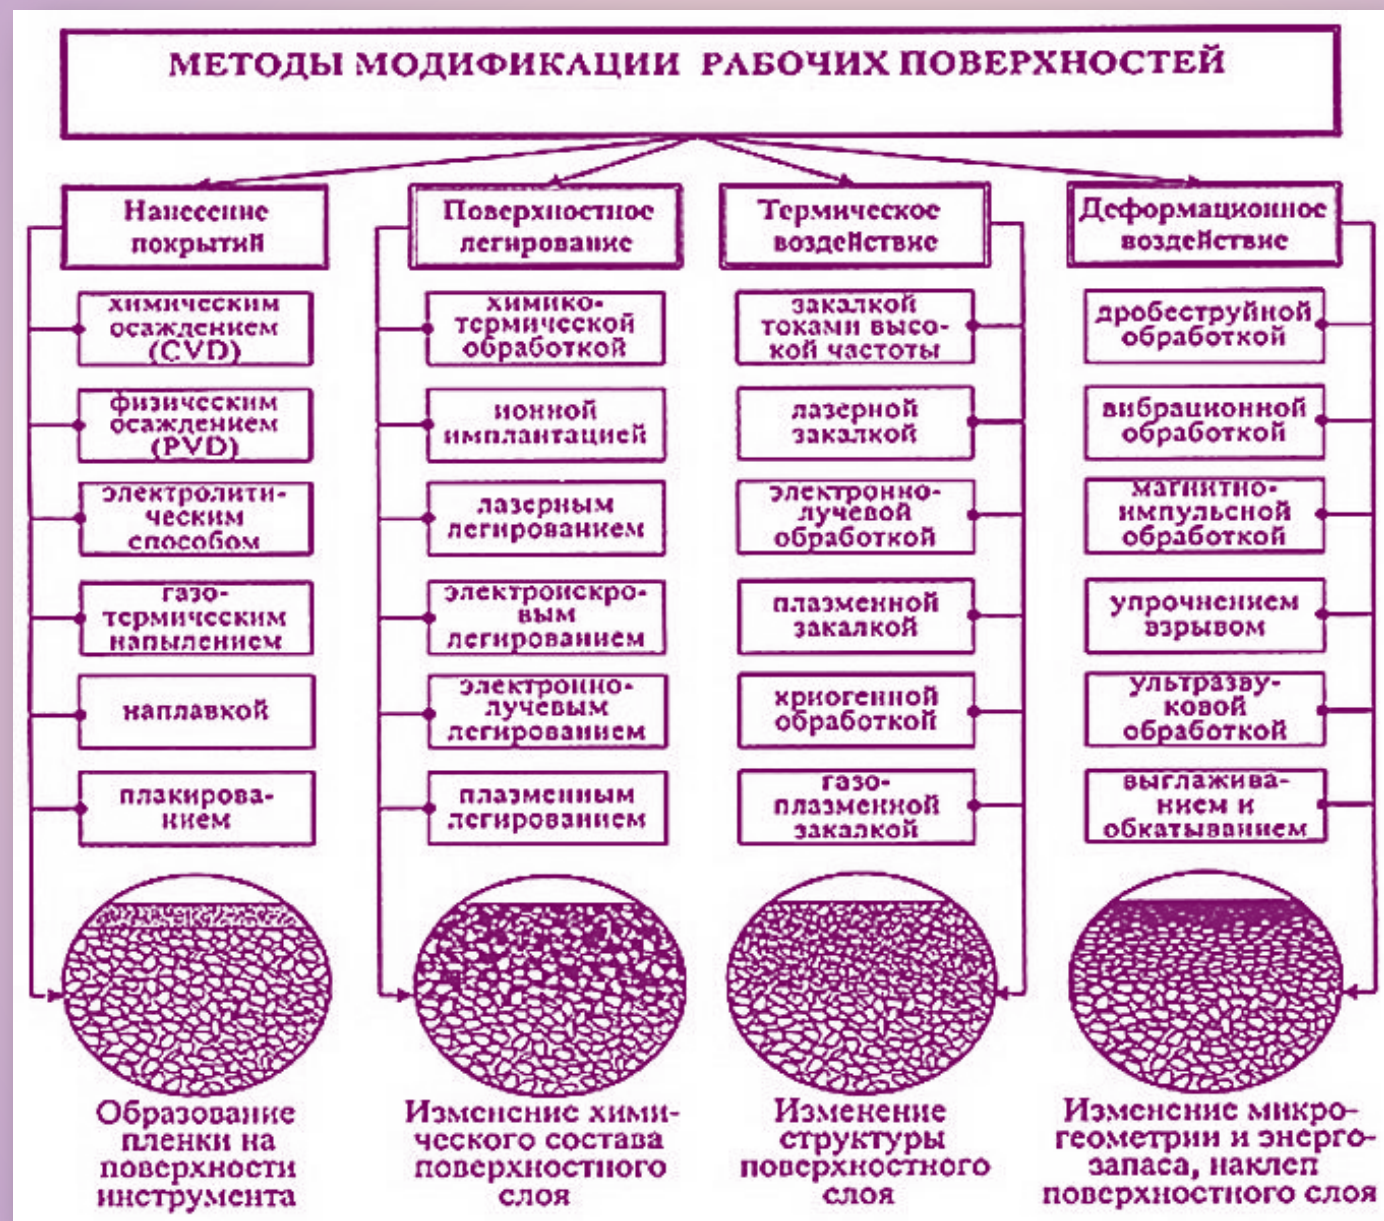 МЕТОДЫ МОДИФИКАЦИИ РАБОЧИХ ПОВЕРХНОСТЕЙ
Нанесение
покрытий
химическим
осаждением
(CVD)
физическим
осаждением
(PVD)
электролити-
ческим
способом
газо-
термическим
напылением
наплавкой
плакирова-
нием
Образование
пленки на
поверхности
инструмента
Поверхностное
легирование
химико-
термической
обработкой
ионной
имплантацией
лазерным
легированием
электроискро-
вым
легированием
электронно-
лучевым
легированием
плазменным
легированием
Изменение хими-
ческого состава
поверхностного
слоя
Термическое
воздействие
закалкой
токами высо-
кой частоты
лазерной
закалкой
электронно-
лучевой
обработкой
плазменной
закалкой
хриогенной
обработкой
газо-
плазменной
закалкой
Изменение
структуры
поверхностного
слоя
Деформационное
воздействие
дробеструйной
обработкой
вибрационной
обработкой
магнитно-
импульсной
обработкой
упрочнением
взрывом
ультразву-
ковой
обработкой
выглажива-
нием и
обкатыванием
Изменение микро-
геометрии и энерго-
запаса, наклеп
поверхностного слоя